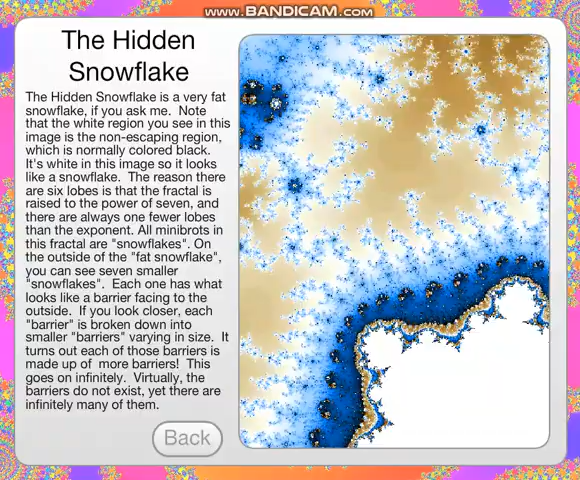 www.BANDICAM.com
The Hidden
Snowflake
The Hidden Snowflake is a very fat
snowflake, if you ask me.  Note
that the white region you see in this
image is the non-escaping region,
which is normally colored black.
It's white in this image so it looks
like a snowflake.  The reason there
are six lobes is that the fractal is
raised to the power of seven, and
there are always one fewer lobes
than the exponent. All minibrots in
this fractal are "snowflakes". On
the outside of the "fat snowflake",
you can see seven smaller
"snowflakes".  Each one has what
looks like a barrier facing to the
outside.  If you look closer, each
"barrier" is broken down into
smaller "barriers" varying in size.  It
turns out each of those barriers is
made up of  more barriers!  This
goes on infinitely.  Virtually, the
barriers do not exist, yet there are
infinitely many of them.
Back